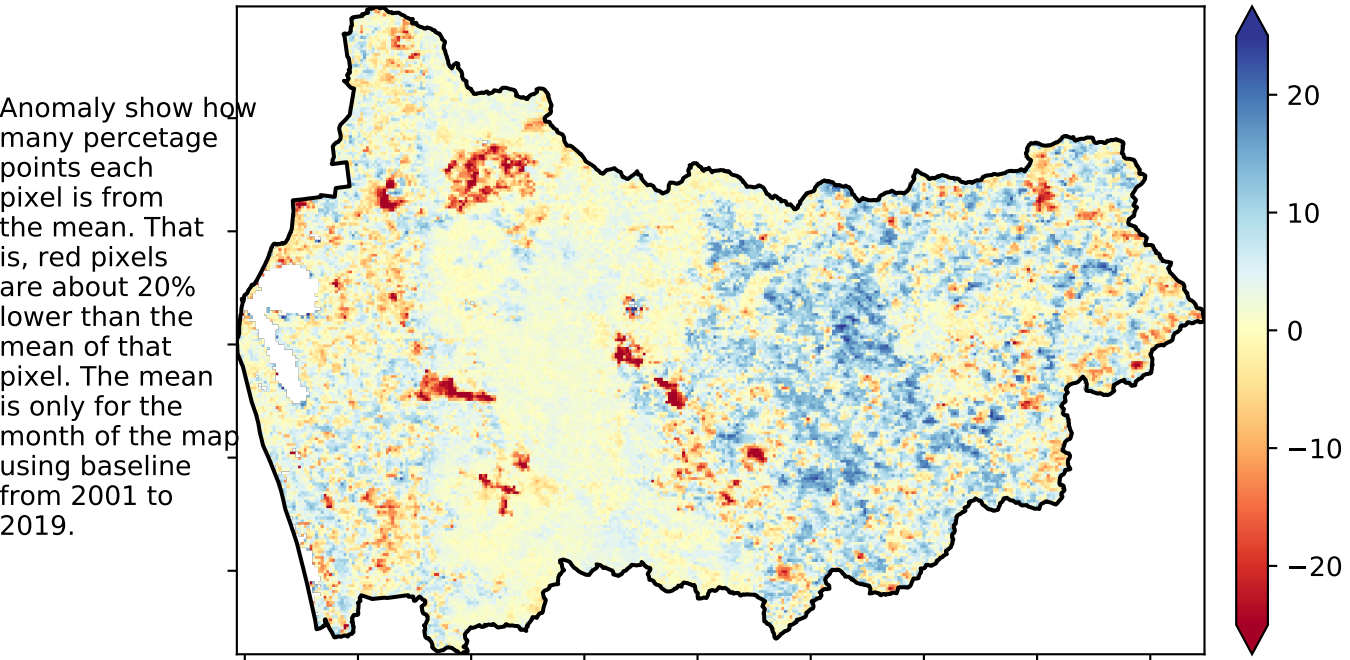 Anomaly show how
many percetage
points each
pixel is from
the mean. That
is, red pixels
are about 20%
lower than the
mean of that
pixel. The mean
is only for the
month of the map
using baseline
from 2001 to
2019.
20
10
0
−10
−20